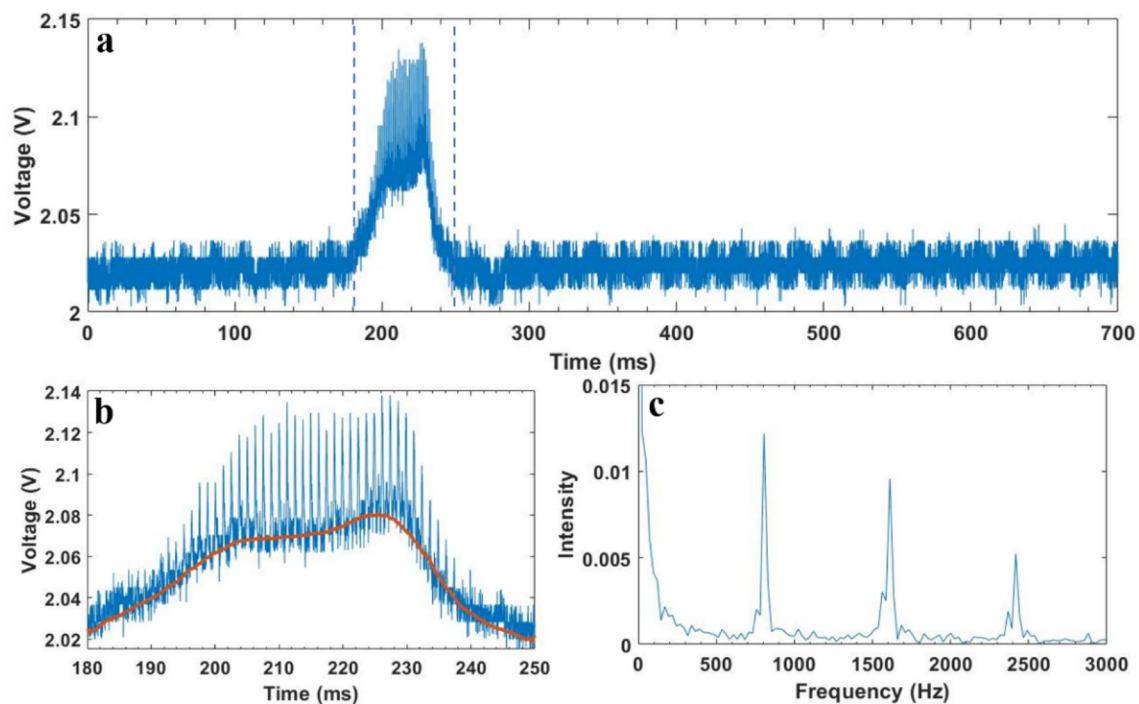 a
Voltage (V)
2.15
2.1
2.05
2
0 100 200 300 400 500 600 700
Time (ms)
b
Voltage (V)
2.14
2.12
2.1
2.08
2.06
2.04
2.02
180 190 200 210 220 230 240 250
Time (ms)
c
Intensity
0.015
0.01
0.005
0
0 500 1000 1500 2000 2500 3000
Frequency (Hz)